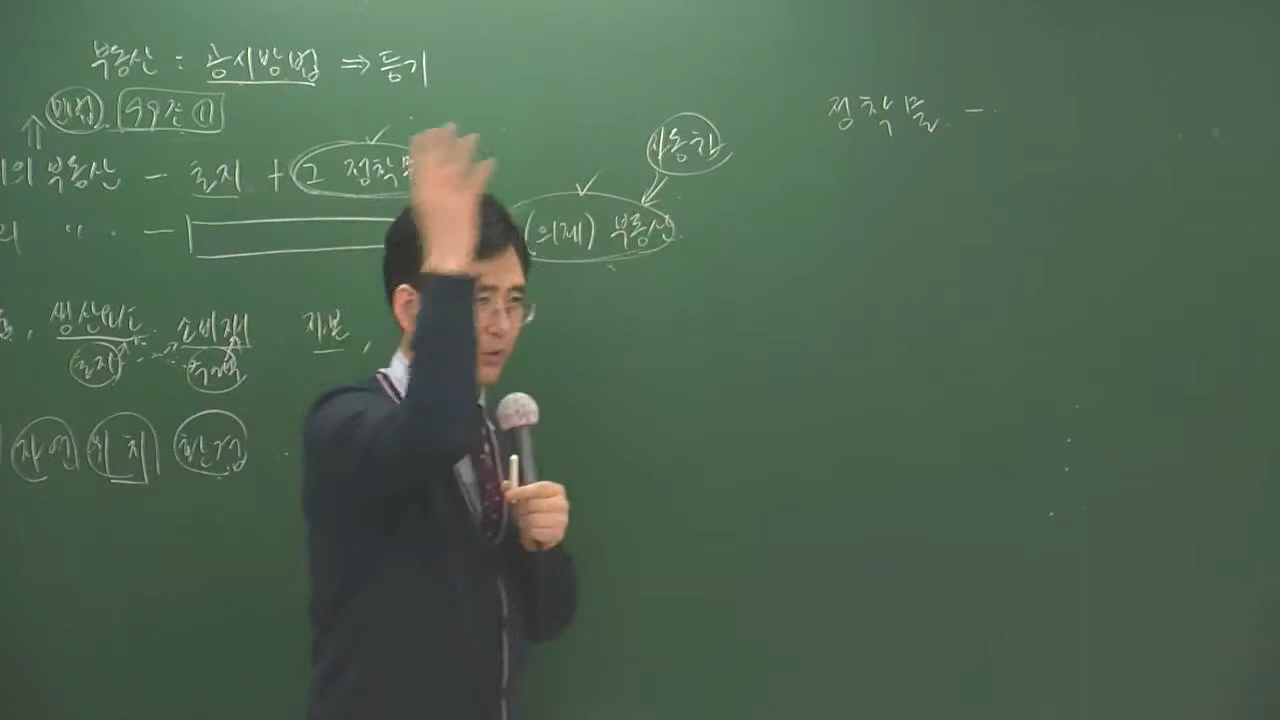 부동산 : 공시방법 ⇒ 등기
민법 99조 ①
의 부동산 - 토지 + 그 정착물
의 〃 - (의제) 부동산
자동차
, 생산요소 소비재 자본 ,
토지
자연 위치 환경
정착물 -